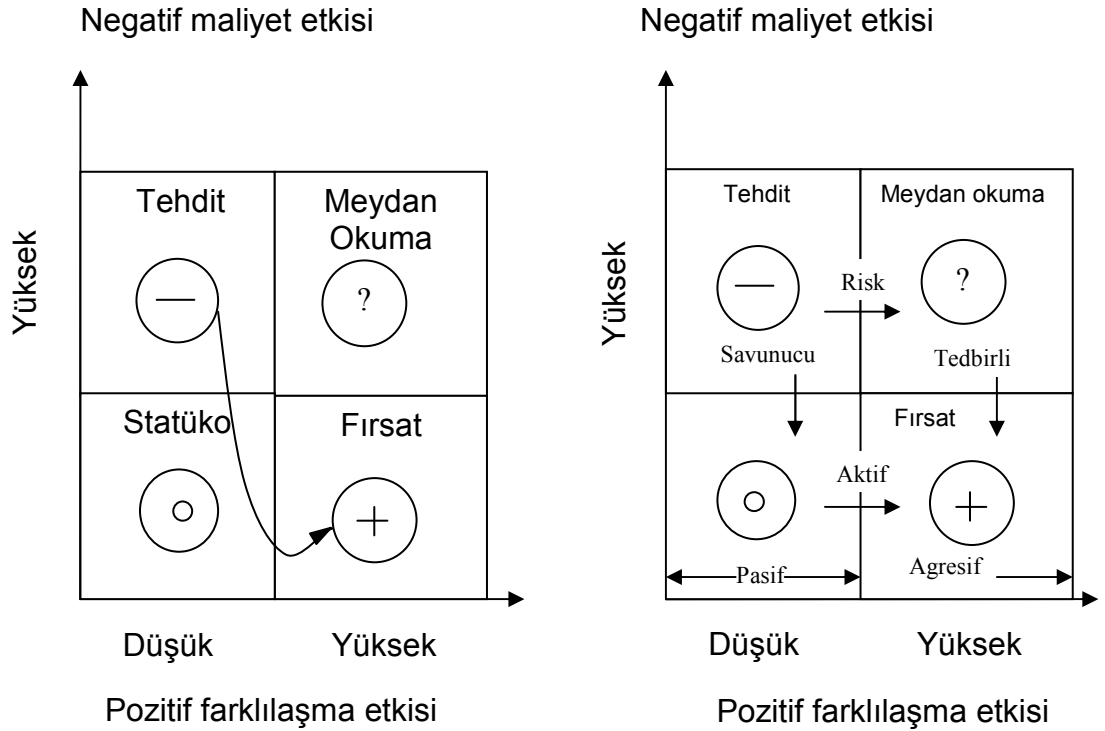 Negatif maliyet etkisi
Yüksek
Tehdit
Meydan
Okuma
—
?
Statüko
Fırsat
o
+
Düşük
Yüksek
Pozitif farklılaşma etkisi
Negatif maliyet etkisi
Yüksek
Tehdit
Meydan okuma
—
Risk
?
Savunucu
Tedbirli
Fırsat
o
Aktif
+
Pasif
Agresif
Düşük
Yüksek
Pozitif farklılaşma etkisi